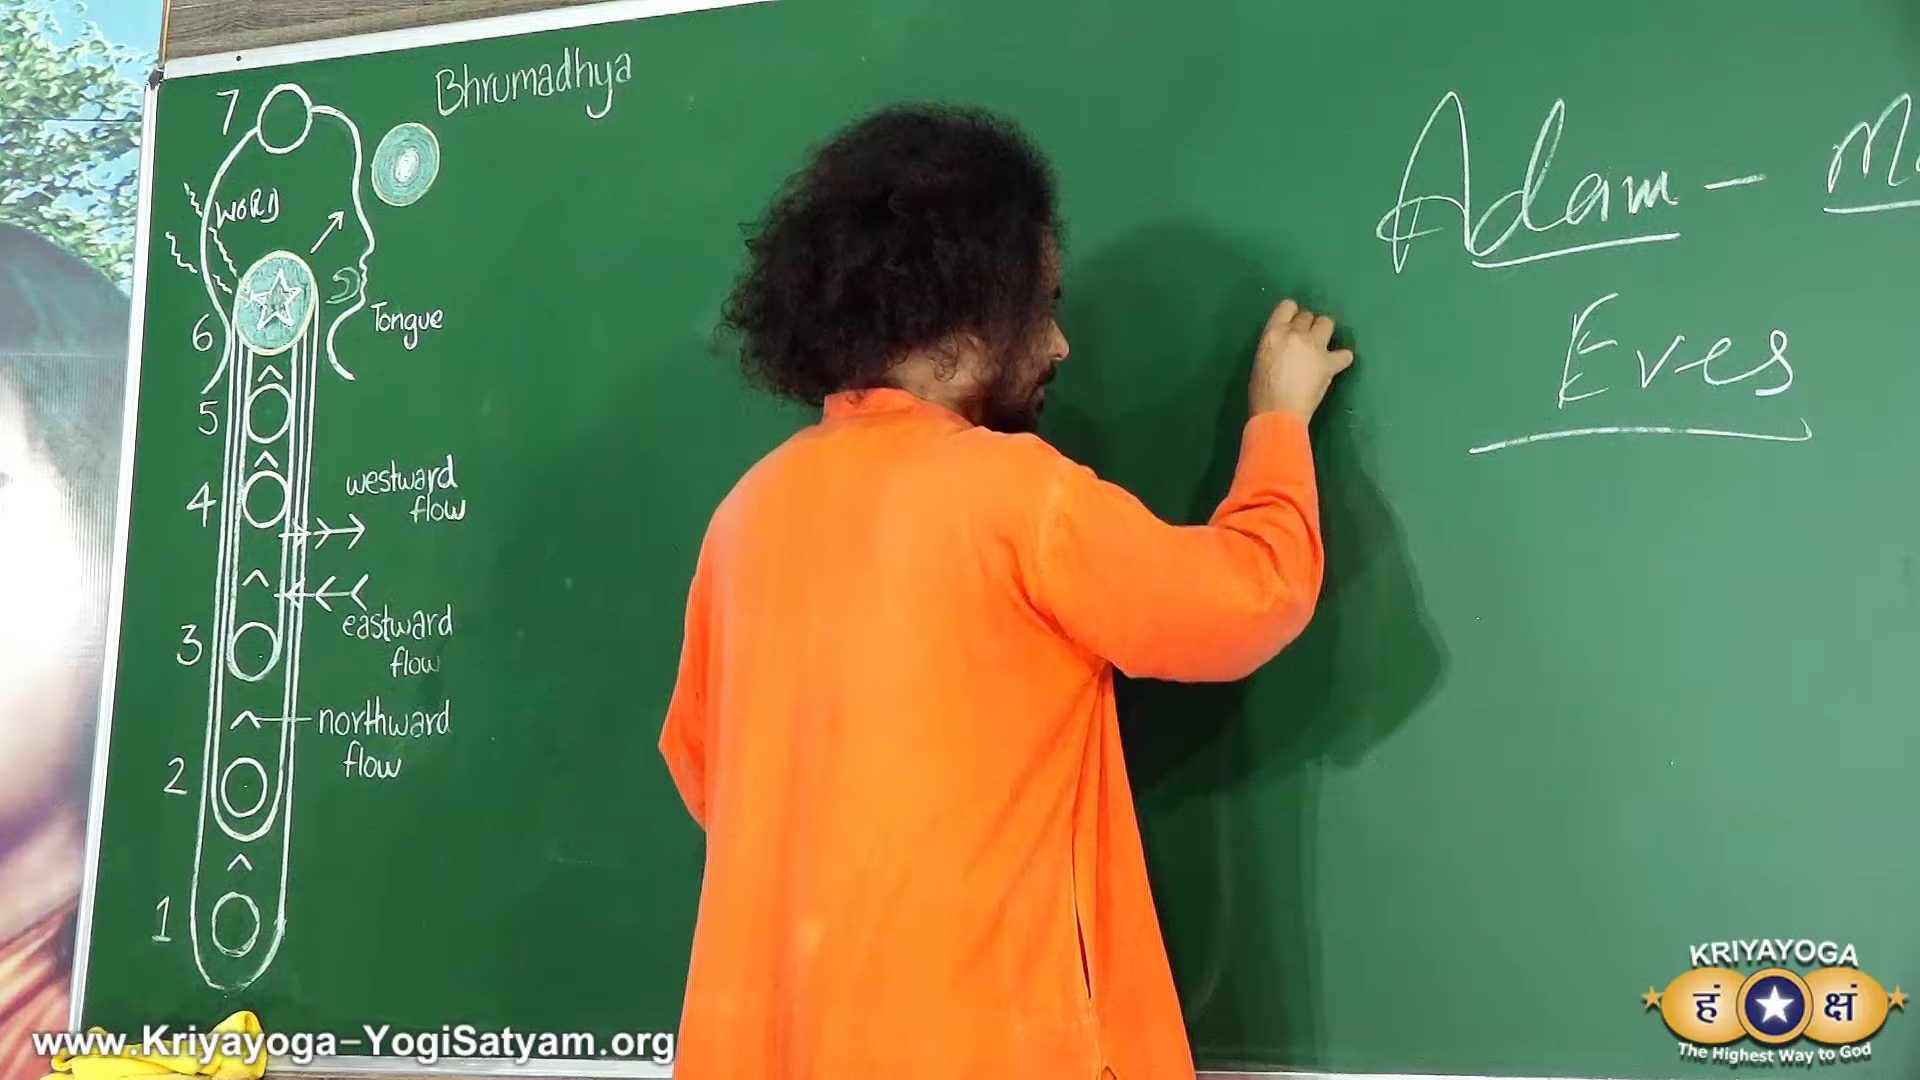 Bhrumadhya
7
WORD
Tongue
6
5
westward
flow
4
eastward
flow
3
northward
flow
2
1
Adam –
Eves
KRIYAYOGA
हं क्षं
The Highest Way to God
www.Kriyayoga–YogiSatyam.org